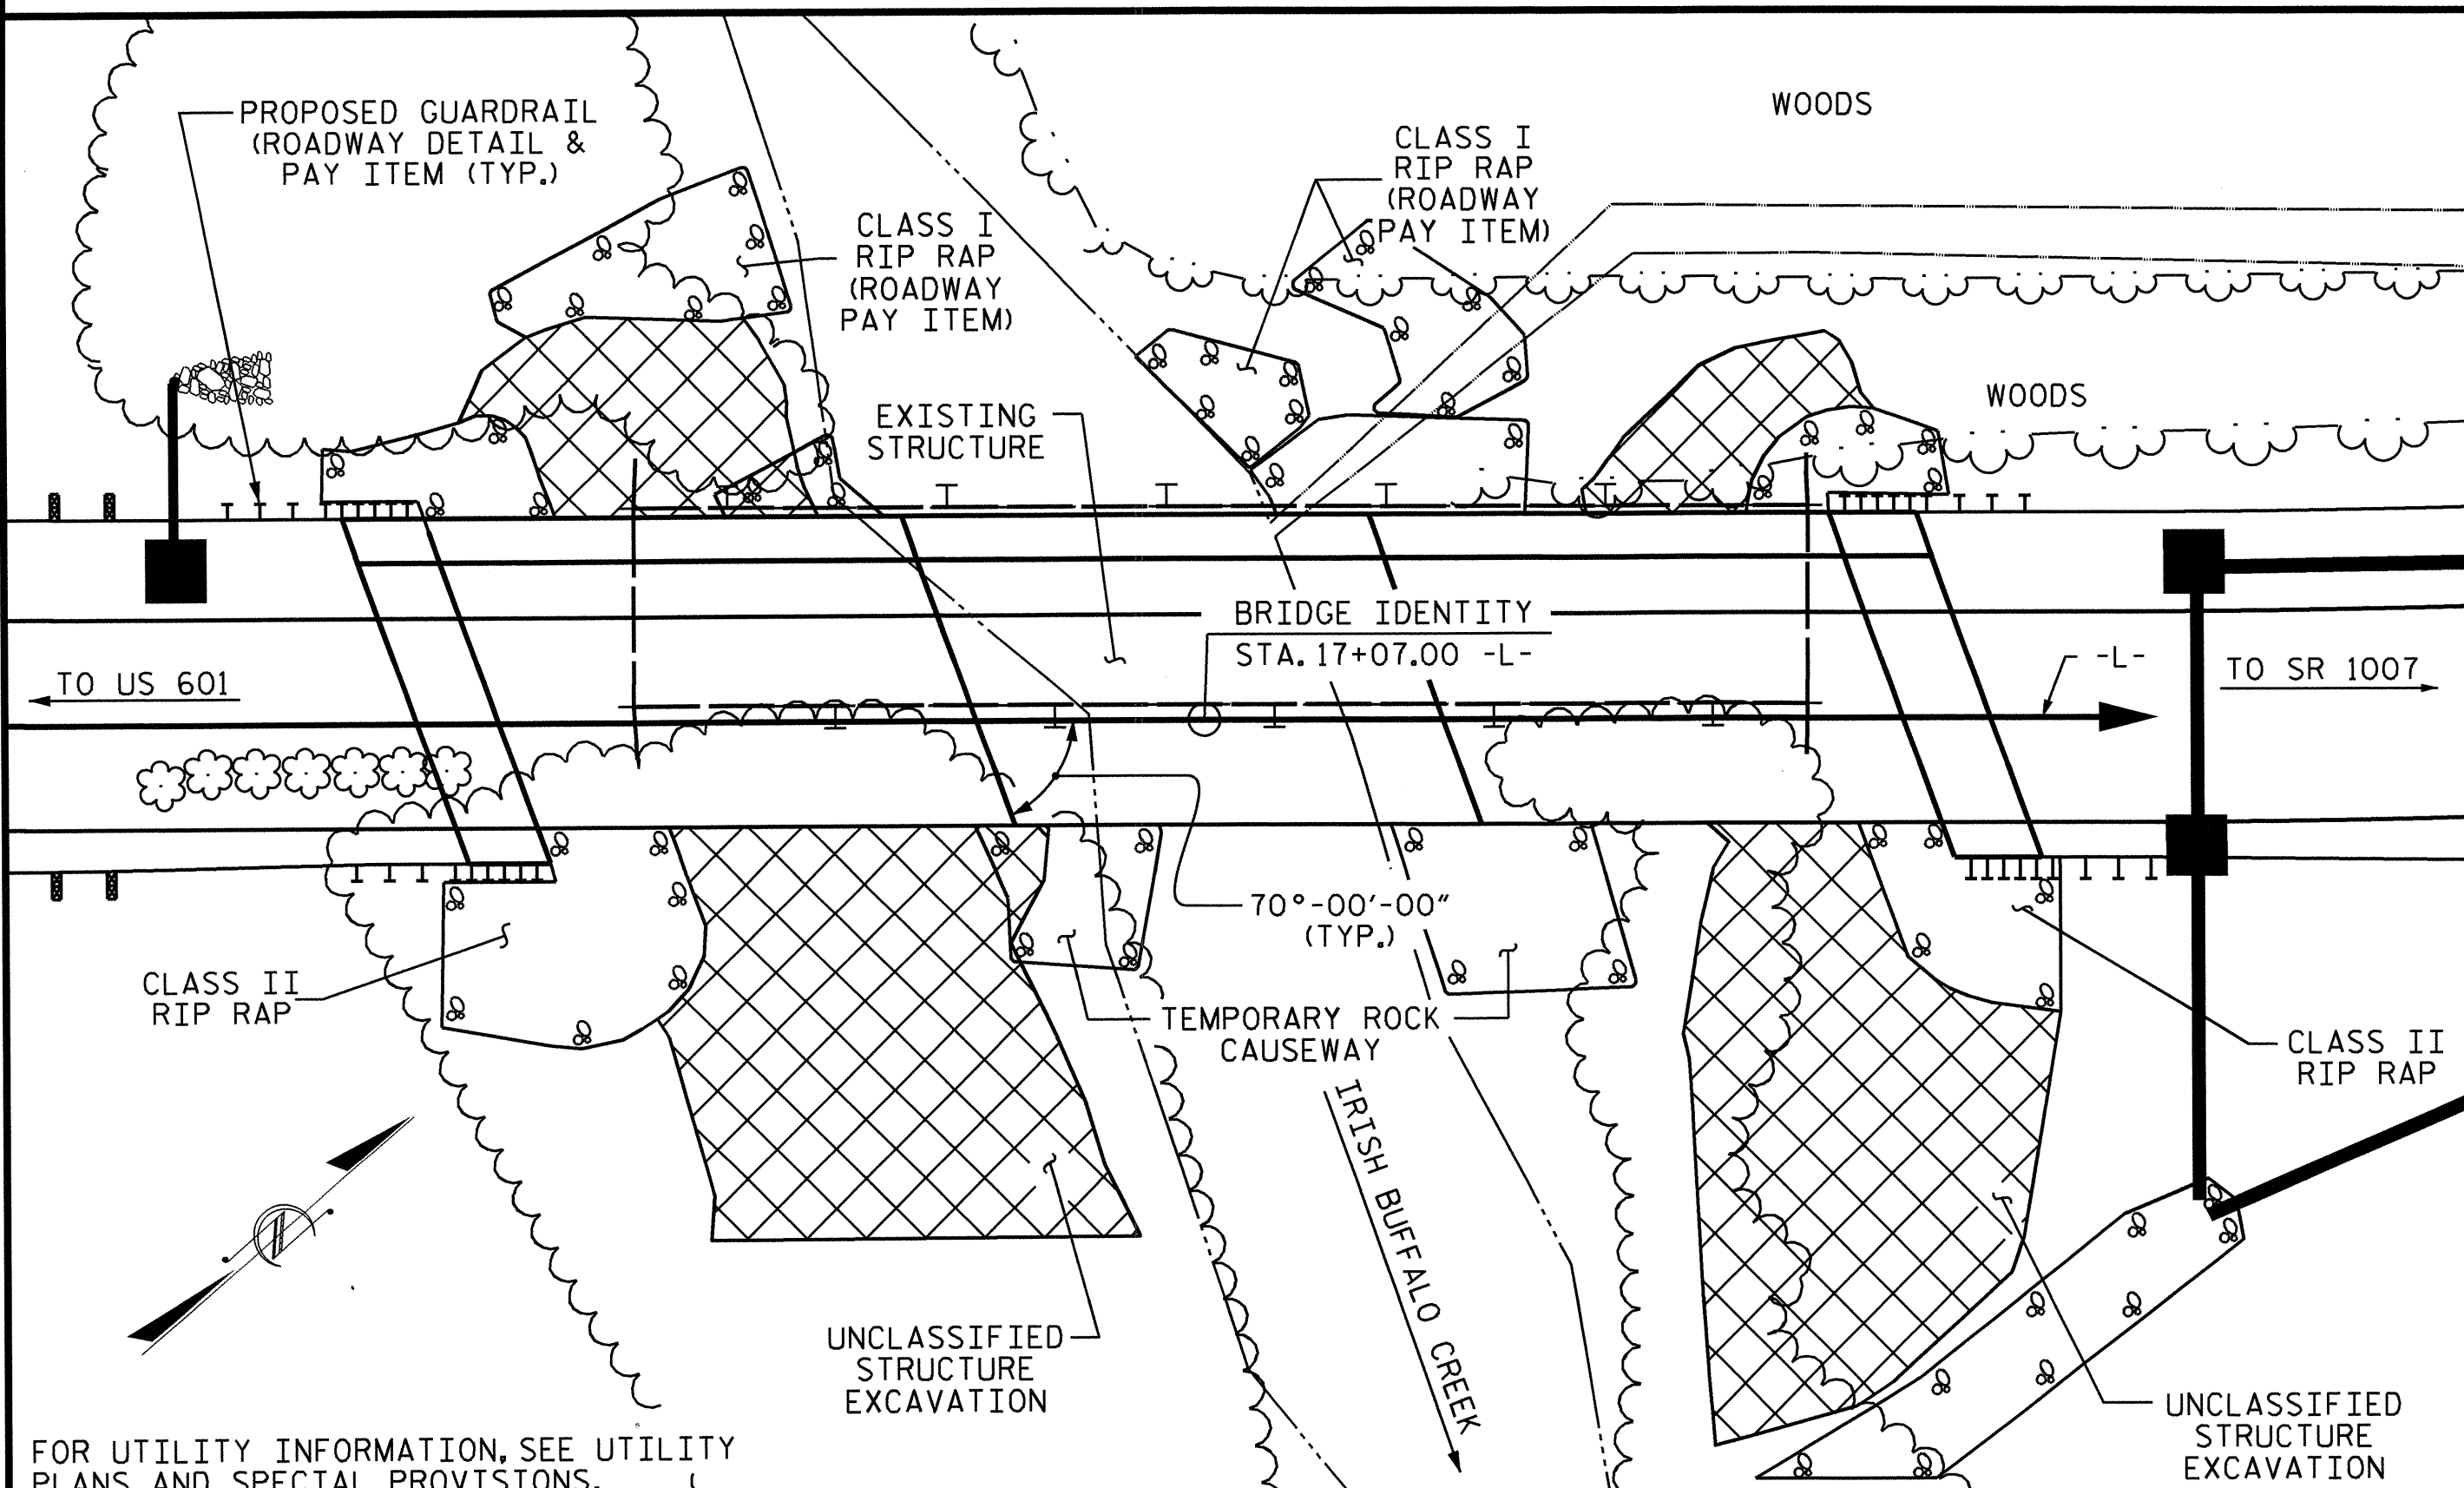 WOODS
PROPOSED GUARDRAIL
(ROADWAY DETAIL &
PAY ITEM (TYP.)
CLASS I
RIP RAP
(ROADWAY
PAY ITEM)
CLASS I
RIP RAP
(ROADWAY
PAY ITEM)
WOODS
EXISTING
STRUCTURE
BRIDGE IDENTITY
STA. 17+07.00 -L-
TO US 601
-L-
TO SR 1007
70°-00'-00"
(TYP.)
CLASS II
RIP RAP
TEMPORARY ROCK
CAUSEWAY
CLASS II
RIP RAP
IRISH BUFFALO CREEK
UNCLASSIFIED
STRUCTURE
EXCAVATION
UNCLASSIFIED
STRUCTURE
EXCAVATION
FOR UTILITY INFORMATION, SEE UTILITY
PLANS AND SPECIAL PROVISIONS.